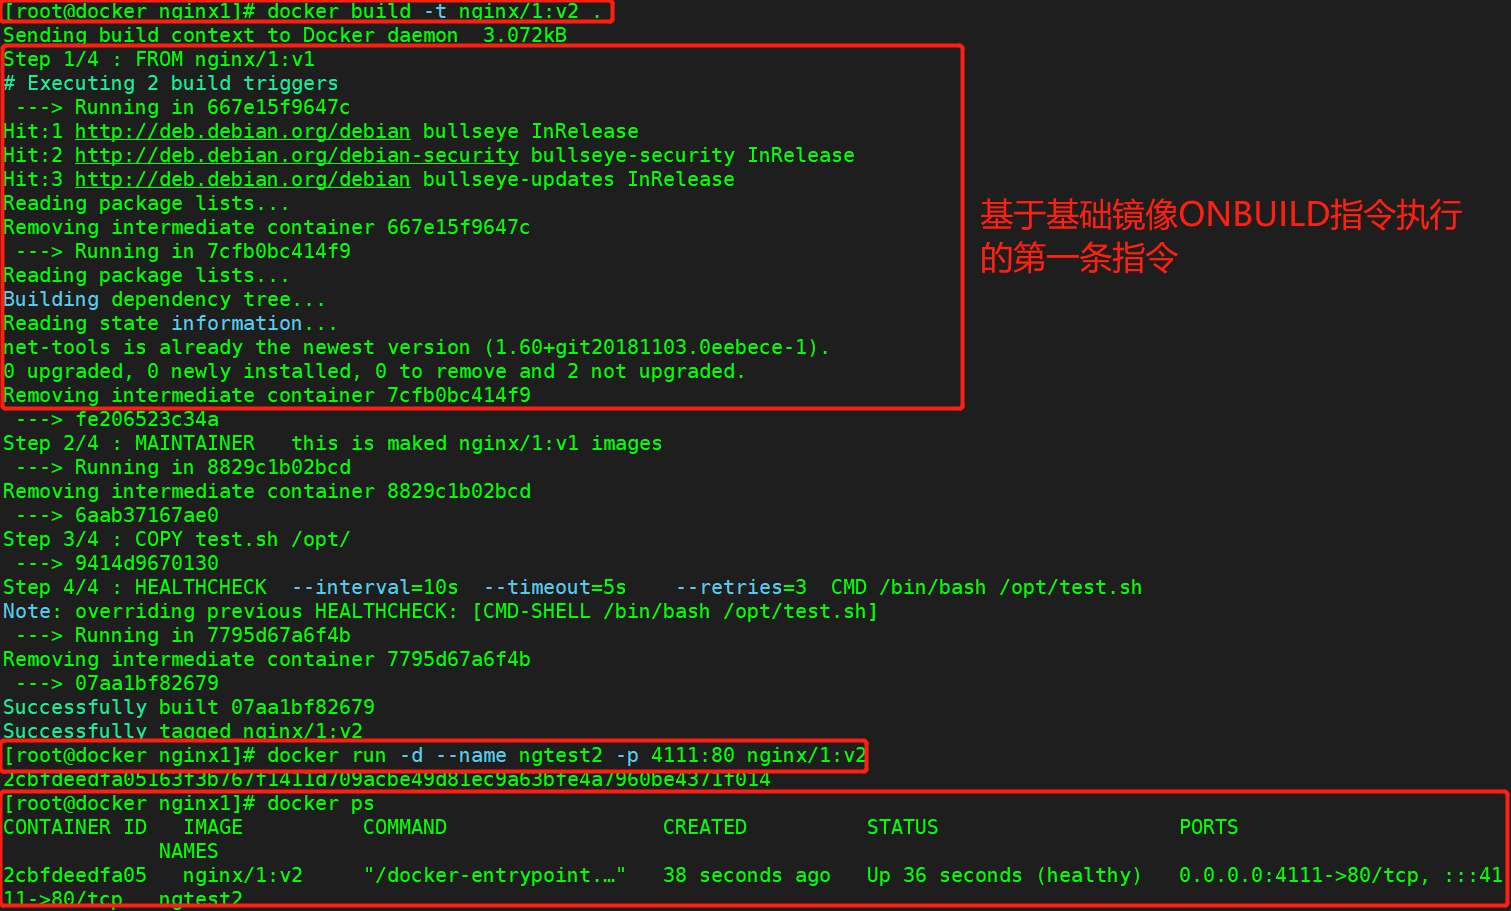 [root@docker nginx1]# docker build -t nginx/1:v2 .
Sending build context to Docker daemon  3.072kB
Step 1/4 : FROM nginx/1:v1
# Executing 2 build triggers
 ---> Running in 667e15f9647c
Hit:1 http://deb.debian.org/debian bullseye InRelease
Hit:2 http://deb.debian.org/debian-security bullseye-security InRelease
Hit:3 http://deb.debian.org/debian bullseye-updates InRelease
Reading package lists...
Removing intermediate container 667e15f9647c
 ---> Running in 7cfb0bc414f9
Reading package lists...
Building dependency tree...
Reading state information...
net-tools is already the newest version (1.60+git20181103.0eebece-1).
0 upgraded, 0 newly installed, 0 to remove and 2 not upgraded.
Removing intermediate container 7cfb0bc414f9
基于基础镜像ONBUILD指令执行
的第一条指令
 ---> fe206523c34a
Step 2/4 : MAINTAINER   this is maked nginx/1:v1 images
 ---> Running in 8829c1b02bcd
Removing intermediate container 8829c1b02bcd
 ---> 6aab37167ae0
Step 3/4 : COPY test.sh /opt/
 ---> 9414d9670130
Step 4/4 : HEALTHCHECK  --interval=10s  --timeout=5s    --retries=3  CMD /bin/bash /opt/test.sh
Note: overriding previous HEALTHCHECK: [CMD-SHELL /bin/bash /opt/test.sh]
 ---> Running in 7795d67a6f4b
Removing intermediate container 7795d67a6f4b
 ---> 07aa1bf82679
Successfully built 07aa1bf82679
Successfully tagged nginx/1:v2
[root@docker nginx1]# docker run -d --name ngtest2 -p 4111:80 nginx/1:v2
2cbfdeedfa05163f3b767f1411d709acbe49d81ec9a63bfe4a7960be4371f014
[root@docker nginx1]# docker ps
CONTAINER ID   IMAGE          COMMAND                  CREATED          STATUS                    PORTS
             NAMES
2cbfdeedfa05   nginx/1:v2     "/docker-entrypoint.…"   38 seconds ago   Up 36 seconds (healthy)   0.0.0.0:4111->80/tcp, :::41
11->80/tcp   ngtest2